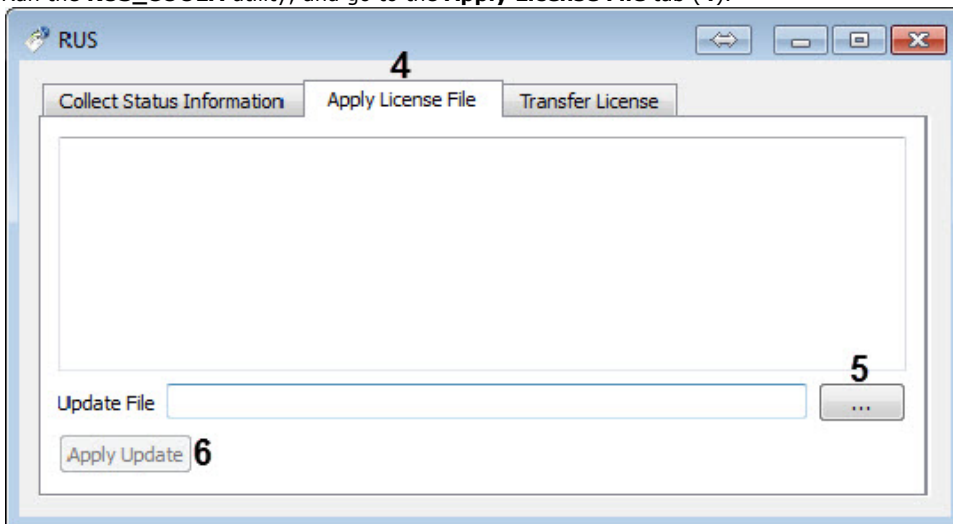 RUS
4
Collect Status Information Apply License File Transfer License
5
Update File ...
Apply Update 6